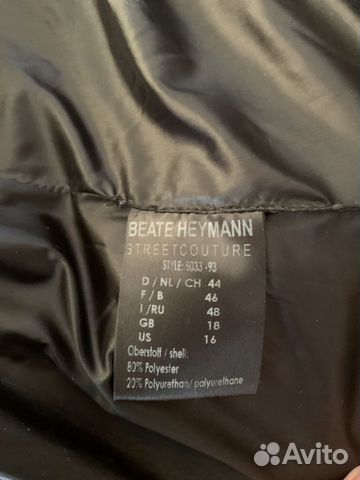 BEATE HEYMANN
STREETCOUTURE
STYLE: 5033-93
D / NL / CH 44
F / B 46
I / RU 48
GB 18
US 16
Oberstoff / shell:
80% Polyester
20% Polyurethan/ polyurethane
Avito